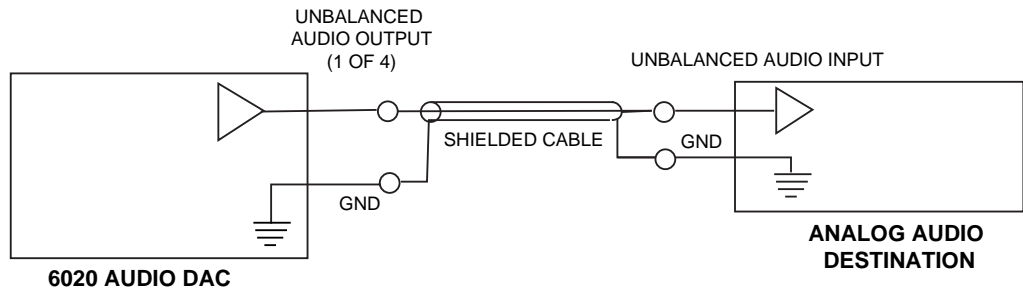 UNBALANCED
AUDIO OUTPUT
(1 OF 4)
UNBALANCED AUDIO INPUT
SHIELDED CABLE
GND
GND
6020 AUDIO DAC
ANALOG AUDIO
DESTINATION